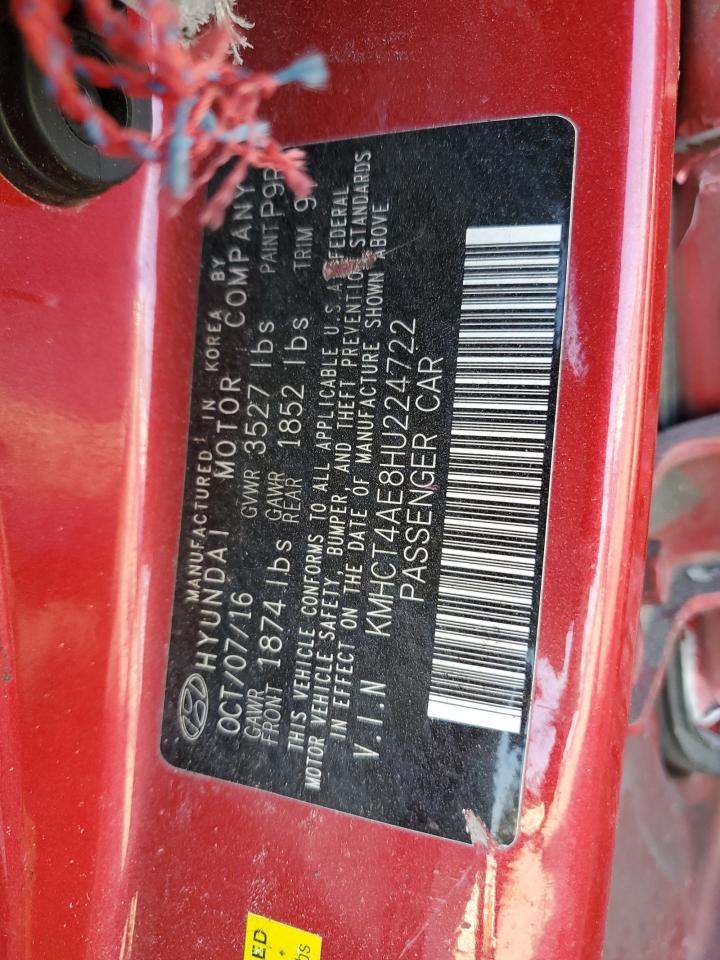 MANUFACTURED IN KOREA BY
HYUNDAI MOTOR COMPANY
OCT/07/16 GVWR 3527 lbs PAINT P9R
GAWR FRONT 1874 lbs GAWR REAR 1852 lbs TRIM 9
THIS VEHICLE CONFORMS TO ALL APPLICABLE U.S.A FEDERAL
MOTOR VEHICLE SAFETY, BUMPER, AND THEFT PREVENTION STANDARDS
IN EFFECT ON THE DATE OF MANUFACTURE SHOWN ABOVE
V.I.N KMHCT4AE8HU224722
PASSENGER CAR